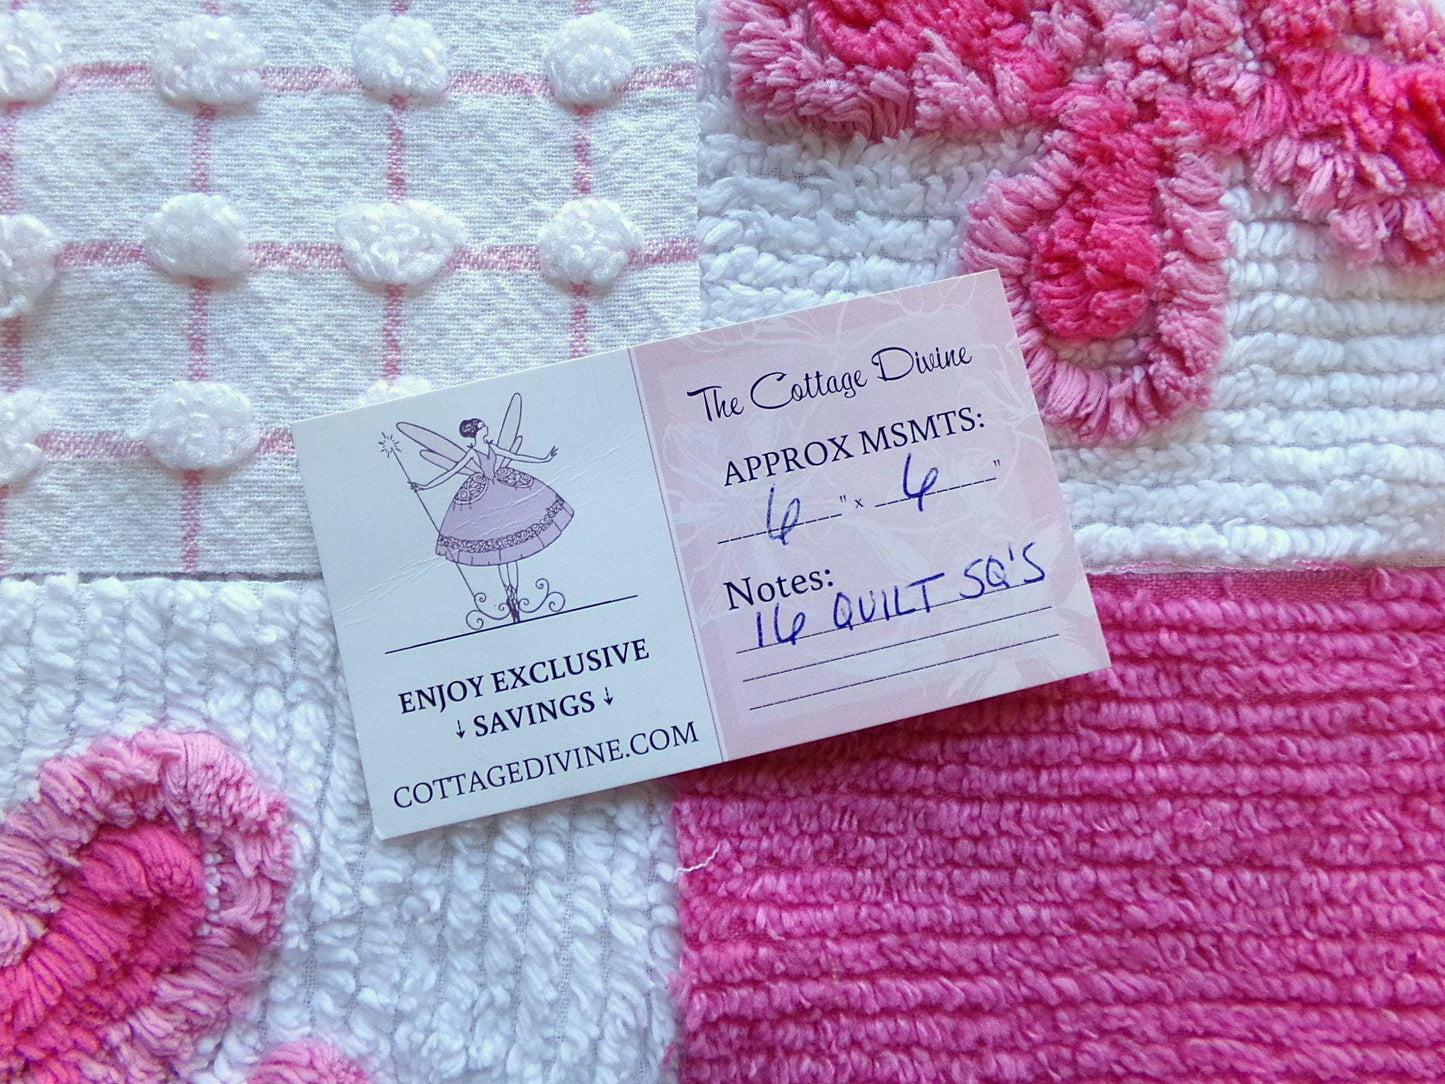 ENJOY EXCLUSIVE
↓ SAVINGS ↓
COTTAGEDIVINE.COM
The Cottage Divine
APPROX MSMTS:
6" x 6"
Notes:
16 QUILT SQ'S